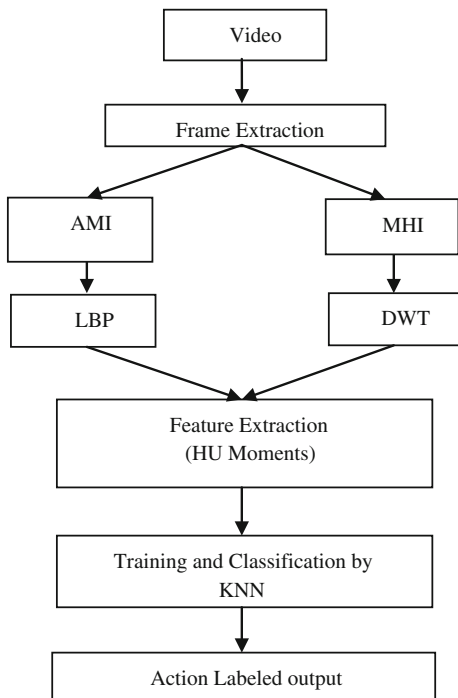 Video
Frame Extraction
AMI
MHI
LBP
DWT
Feature Extraction
(HU Moments)
Training and Classification by
KNN
Action Labeled output